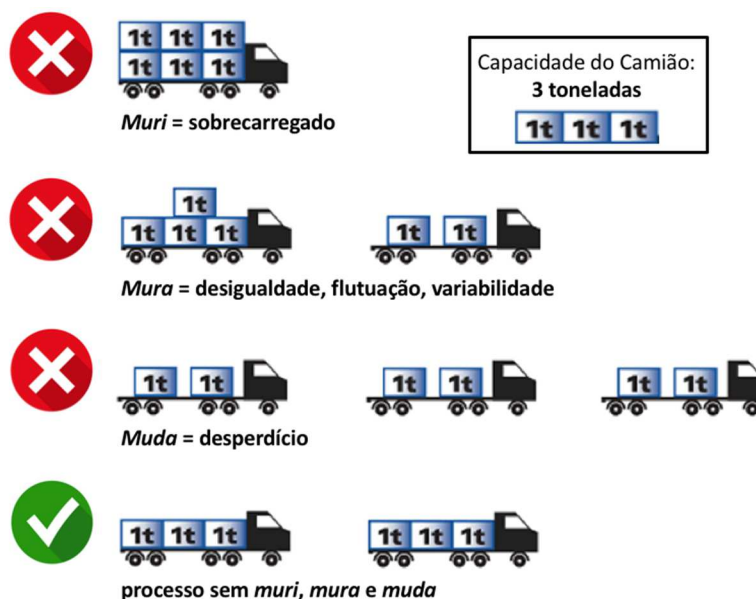 1t 1t 1t
1t 1t 1t
Muri = sobrecarregado
Capacidade do Camião:
3 toneladas
1t 1t 1t
1t
1t 1t 1t
1t 1t
Mura = desigualdade, flutuação, variabilidade
1t 1t
1t 1t
1t 1t
Muda = desperdício
1t 1t 1t
1t 1t 1t
processo sem muri, mura e muda